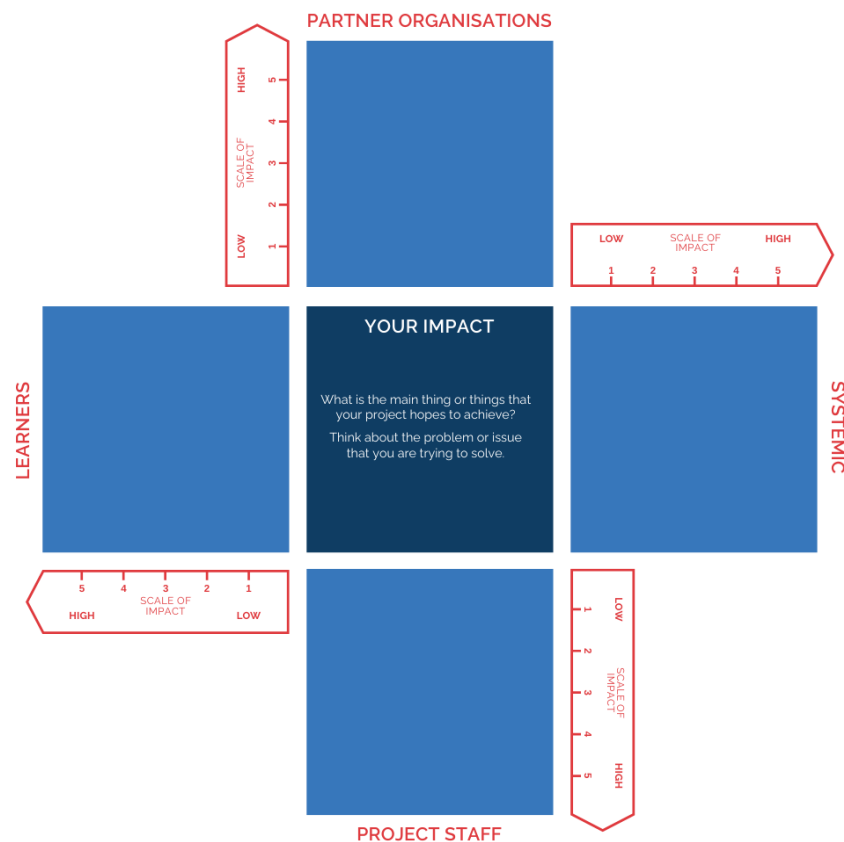 PARTNER ORGANISATIONS
HIGH
SCALE OF
IMPACT
LOW
5
4
3
2
1
LOW
SCALE OF
IMPACT
HIGH
1 2 3 4 5
LEARNERS
YOUR IMPACT
What is the main thing or things that
your project hopes to achieve?
Think about the problem or issue
that you are trying to solve.
SYSTEMIC
5 4 3 2 1
SCALE OF
IMPACT
HIGH
LOW
1
2
3
4
5
LOW
SCALE OF
IMPACT
HIGH
PROJECT STAFF